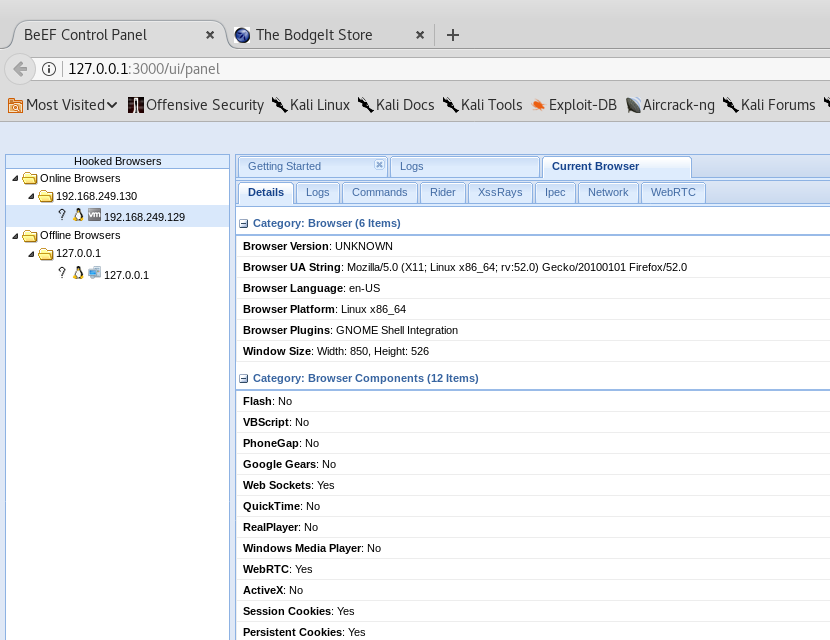 BeEF Control Panel
The BodgeIt Store
127.0.0.1:3000/ui/panel
Most Visited Offensive Security Kali Linux Kali Docs Kali Tools Exploit-DB Aircrack-ng Kali Forums
Hooked Browsers
Online Browsers
192.168.249.130
192.168.249.129
Offline Browsers
127.0.0.1
127.0.0.1
Getting Started Logs Current Browser
Details Logs Commands Rider XssRays Ipec Network WebRTC
Category: Browser (6 Items)
Browser Version: UNKNOWN
Browser UA String: Mozilla/5.0 (X11; Linux x86_64; rv:52.0) Gecko/20100101 Firefox/52.0
Browser Language: en-US
Browser Platform: Linux x86_64
Browser Plugins: GNOME Shell Integration
Window Size: Width: 850, Height: 526
Category: Browser Components (12 Items)
Flash: No
VBScript: No
PhoneGap: No
Google Gears: No
Web Sockets: Yes
QuickTime: No
RealPlayer: No
Windows Media Player: No
WebRTC: Yes
ActiveX: No
Session Cookies: Yes
Persistent Cookies: Yes